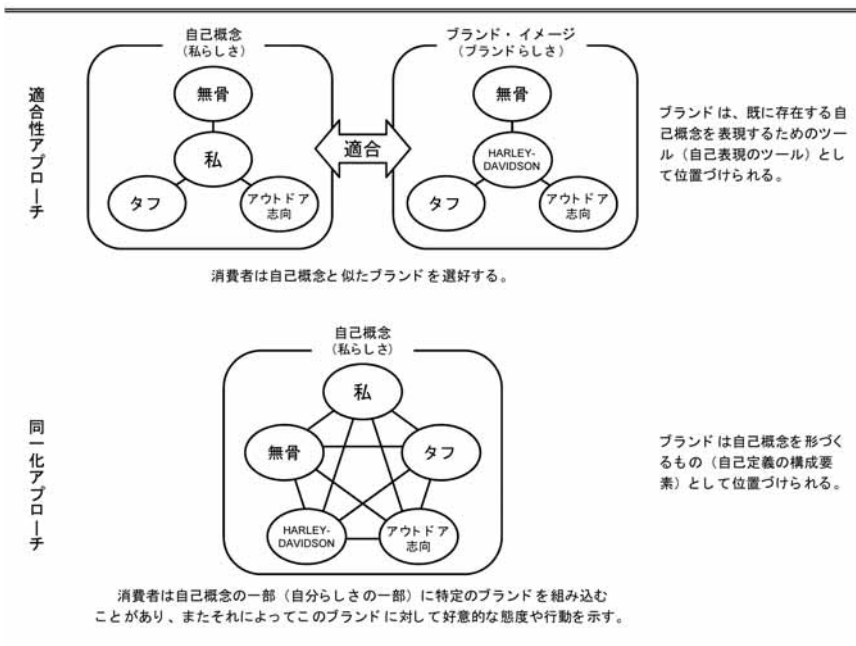 適合性アプローチ
自己概念
（私らしさ）
無骨
私
タフ
アウトドア
志向
適合
ブランド・イメージ
（ブランドらしさ）
無骨
HARLEY-
DAVIDSON
タフ
アウトドア
志向
ブランドは、既に存在する自
己概念を表現するためのツー
ル（自己表現のツール）とし
て位置づけられる。
消費者は自己概念と似たブランドを選好する。
同一化アプローチ
自己概念
（私らしさ）
私
無骨
タフ
HARLEY-
DAVIDSON
アウトドア
志向
ブランドは自己概念を形づく
るもの（自己定義の構成要
素）として位置づけられる。
消費者は自己概念の一部（自分らしさの一部）に特定のブランドを組み込む
ことがあり、またそれによってこのブランドに対して好意的な態度や行動を示す。